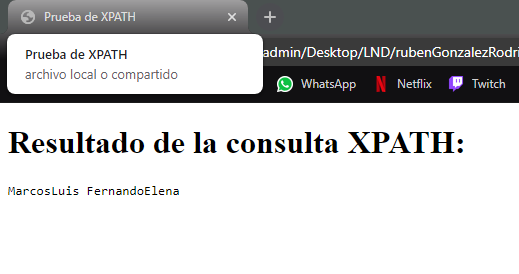 Prueba de XPATH
Prueba de XPATH
archivo local o compartido
admin/Desktop/LND/rubenGonzalezRodri
WhatsApp
Netflix
Twitch
Resultado de la consulta XPATH:
MarcosLuis FernandoElena